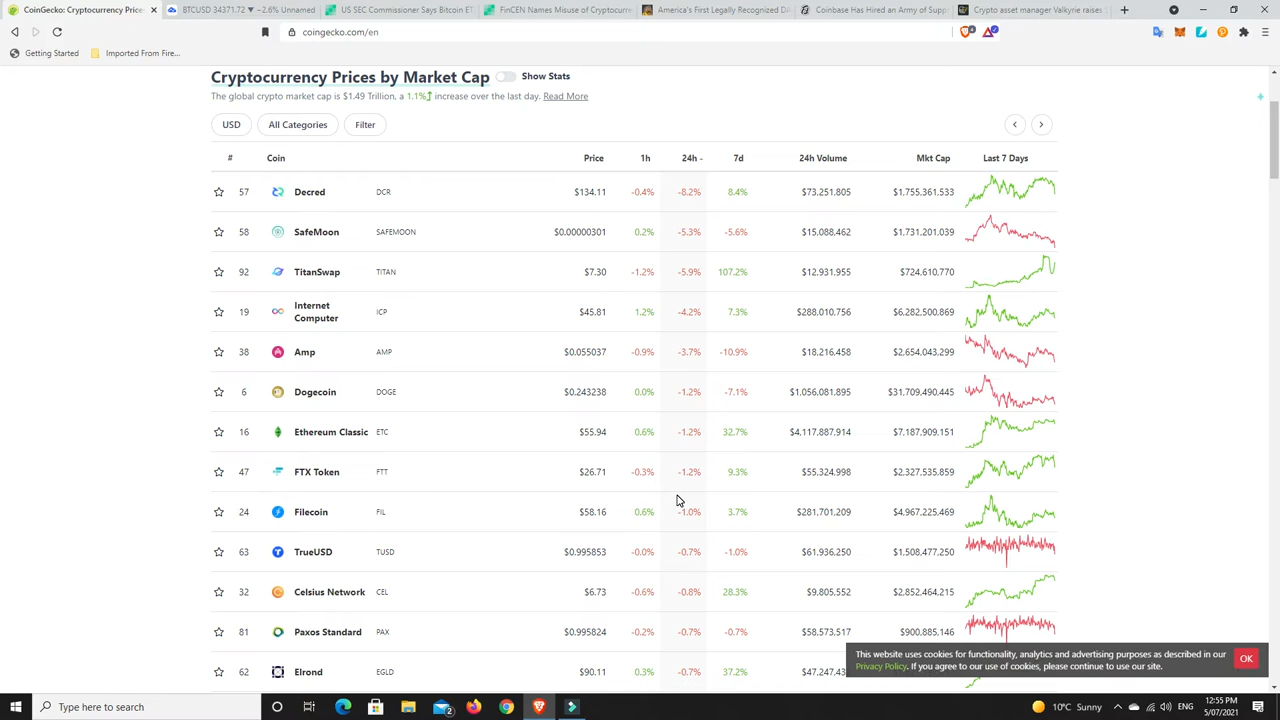 CoinGecko: Cryptocurrency Prices
BTCUSD 34371.72 ▼ −2.6% Unnamed
US SEC Commissioner Says Bitcoin ET
FinCEN Names Misuse of Cryptocurr
America's First Legally Recognized DA
Coinbase Has Hired an Army of Supp
Crypto asset manager Valkyrie raises
coingecko.com/en
Getting Started
Imported From Fire...
Cryptocurrency Prices by Market Cap
Show Stats
The global crypto market cap is $1.49 Trillion, a 1.1% increase over the last day. Read More
USD All Categories Filter
# Coin Price 1h 24h 7d 24h Volume Mkt Cap Last 7 Days
57 Decred DCR $134.11 -0.4% -8.2% 8.4% $73,251,805 $1,755,361,533
58 SafeMoon SAFEMOON $0.00000301 0.2% -5.3% -5.6% $15,088,462 $1,731,201,039
92 TitanSwap TITAN $7.30 -1.2% -5.9% 107.2% $12,931,955 $724,610,770
19 Internet Computer ICP $45.81 1.2% -4.2% 7.3% $288,010,756 $6,282,500,869
38 Amp AMP $0.055037 -0.9% -3.7% -10.9% $18,216,458 $2,654,043,299
6 Dogecoin DOGE $0.243238 0.0% -1.2% -7.1% $1,056,081,895 $31,709,490,445
16 Ethereum Classic ETC $55.94 0.6% -1.2% 32.7% $4,117,887,914 $7,187,909,151
47 FTX Token FTT $26.71 -0.3% -1.2% 9.3% $55,324,998 $2,327,535,859
24 Filecoin FIL $58.16 0.6% -1.0% 3.7% $281,701,209 $4,967,225,469
63 TrueUSD TUSD $0.995853 -0.0% -0.7% -1.0% $61,936,250 $1,508,477,250
32 Celsius Network CEL $6.73 -0.6% -0.8% 28.3% $9,805,552 $2,852,464,215
81 Paxos Standard PAX $0.995824 -0.2% -0.7% -0.7% $58,573,517 $900,885,146
62 Elrond EGLD $90.11 0.3% -0.7% 37.2%
This website uses cookies for functionality, analytics and advertising purposes as described in our
Privacy Policy. If you agree to our use of cookies, please continue to use our site.
OK
Type here to search
10°C Sunny
ENG
12:55 PM
5/07/2021